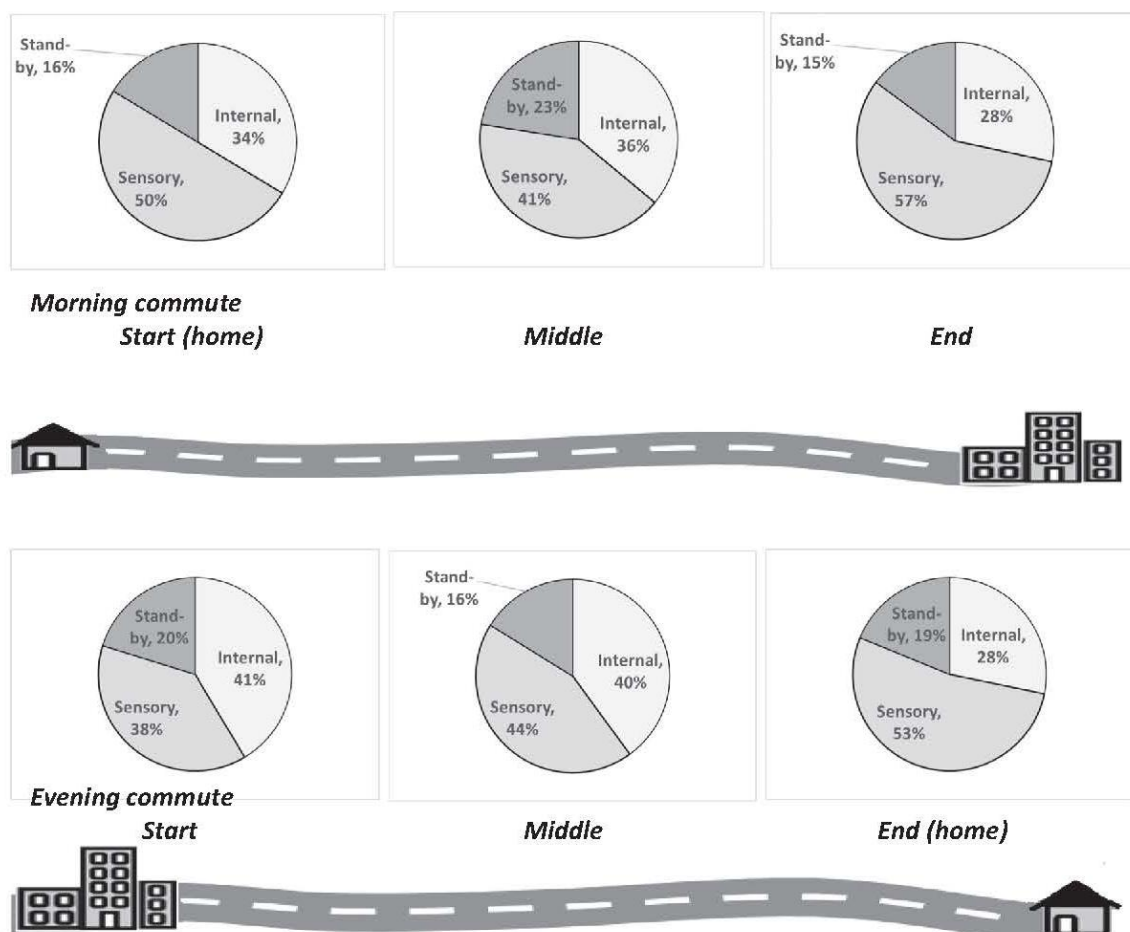 Stand-
by, 16%
Internal,
34%
Sensory,
50%
Stand-
by, 23%
Internal,
36%
Sensory,
41%
Stand-
by, 15%
Internal,
28%
Sensory,
57%
Morning commute
Start (home)
Middle
End
Stand-
by, 20%
Internal,
41%
Sensory,
38%
Stand-
by, 16%
Internal,
40%
Sensory,
44%
Stand-
by, 19%
Internal,
28%
Sensory,
53%
Evening commute
Start
Middle
End (home)